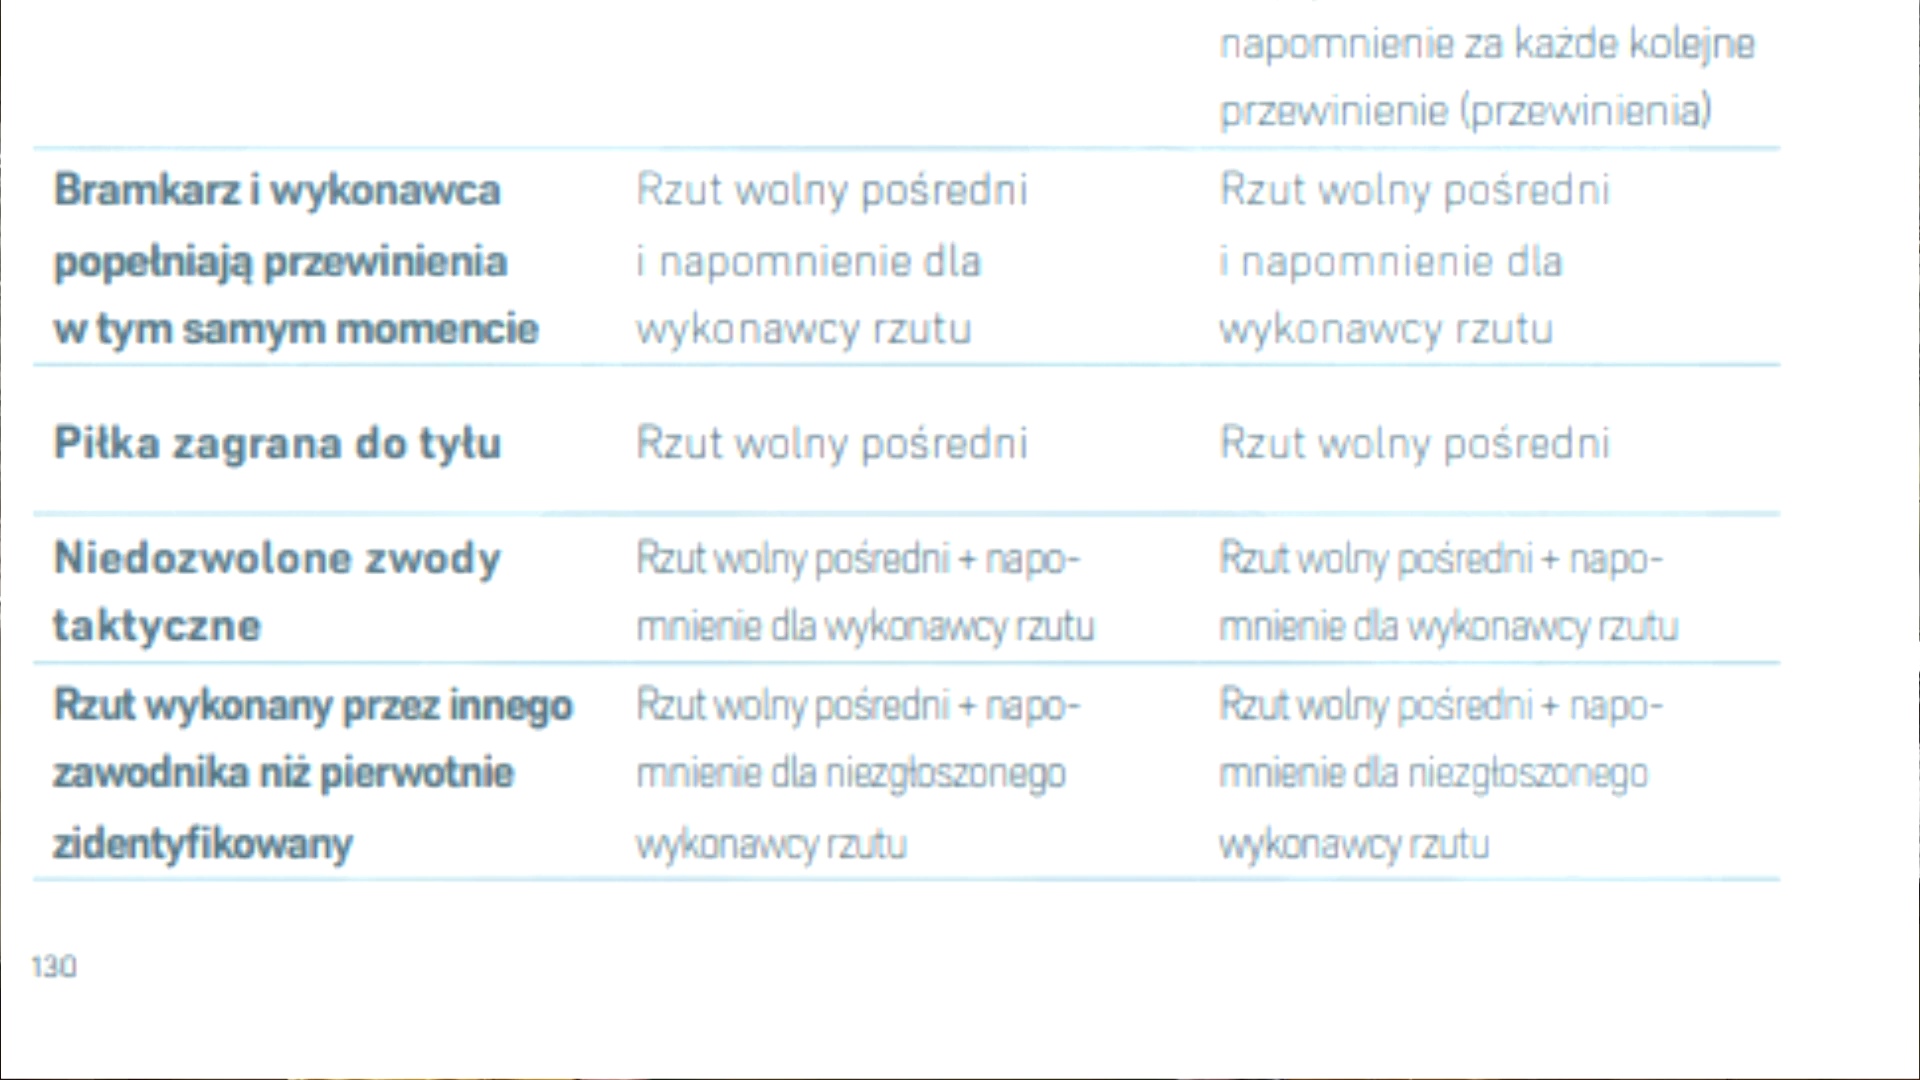 napomnienie za każde kolejne
przewinienie (przewinienia)
Bramkarz i wykonawca
popełniają przewinienia
w tym samym momencie
Rzut wolny pośredni
i napomnienie dla
wykonawcy rzutu
Rzut wolny pośredni
i napomnienie dla
wykonawcy rzutu
Piłka zagrana do tyłu
Rzut wolny pośredni
Rzut wolny pośredni
Niedozwolone zwody
taktyczne
Rzut wolny pośredni + napo-
mnienie dla wykonawcy rzutu
Rzut wolny pośredni + napo-
mnienie dla wykonawcy rzutu
Rzut wykonany przez innego
zawodnika niż pierwotnie
zidentyfikowany
Rzut wolny pośredni + napo-
mnienie dla niezgłoszonego
wykonawcy rzutu
Rzut wolny pośredni + napo-
mnienie dla niezgłoszonego
wykonawcy rzutu
130